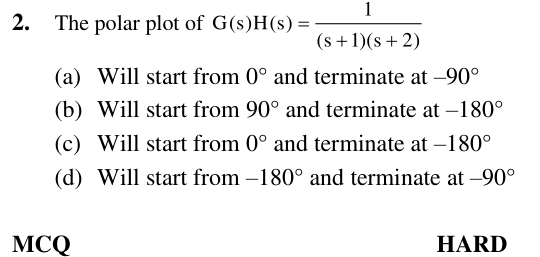 2. The polar plot of G(s)H(s) = 1/((s+1)(s+2))
(a) Will start from 0° and terminate at –90°
(b) Will start from 90° and terminate at –180°
(c) Will start from 0° and terminate at –180°
(d) Will start from –180° and terminate at –90°
MCQ HARD